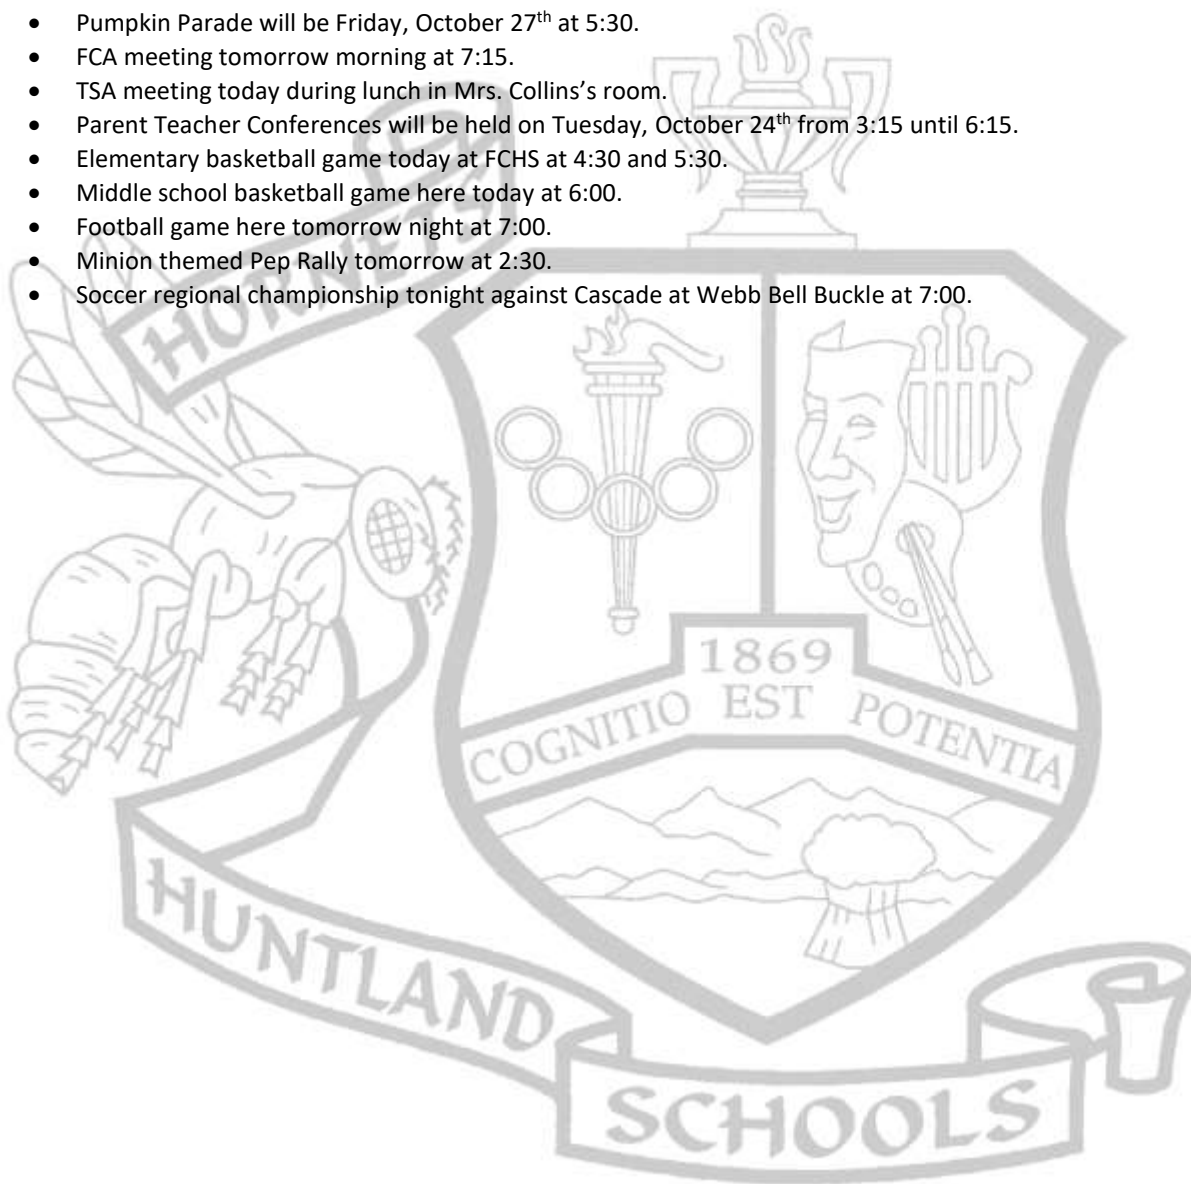 • Pumpkin Parade will be Friday, October 27th at 5:30.
• FCA meeting tomorrow morning at 7:15.
• TSA meeting today during lunch in Mrs. Collins’s room.
• Parent Teacher Conferences will be held on Tuesday, October 24th from 3:15 until 6:15.
• Elementary basketball game today at FCHS at 4:30 and 5:30.
• Middle school basketball game here today at 6:00.
• Football game here tomorrow night at 7:00.
• Minion themed Pep Rally tomorrow at 2:30.
• Soccer regional championship tonight against Cascade at Webb Bell Buckle at 7:00.
HORNETS
1869
COGNITIO EST POTENTIA
HUNTLAND
SCHOOLS